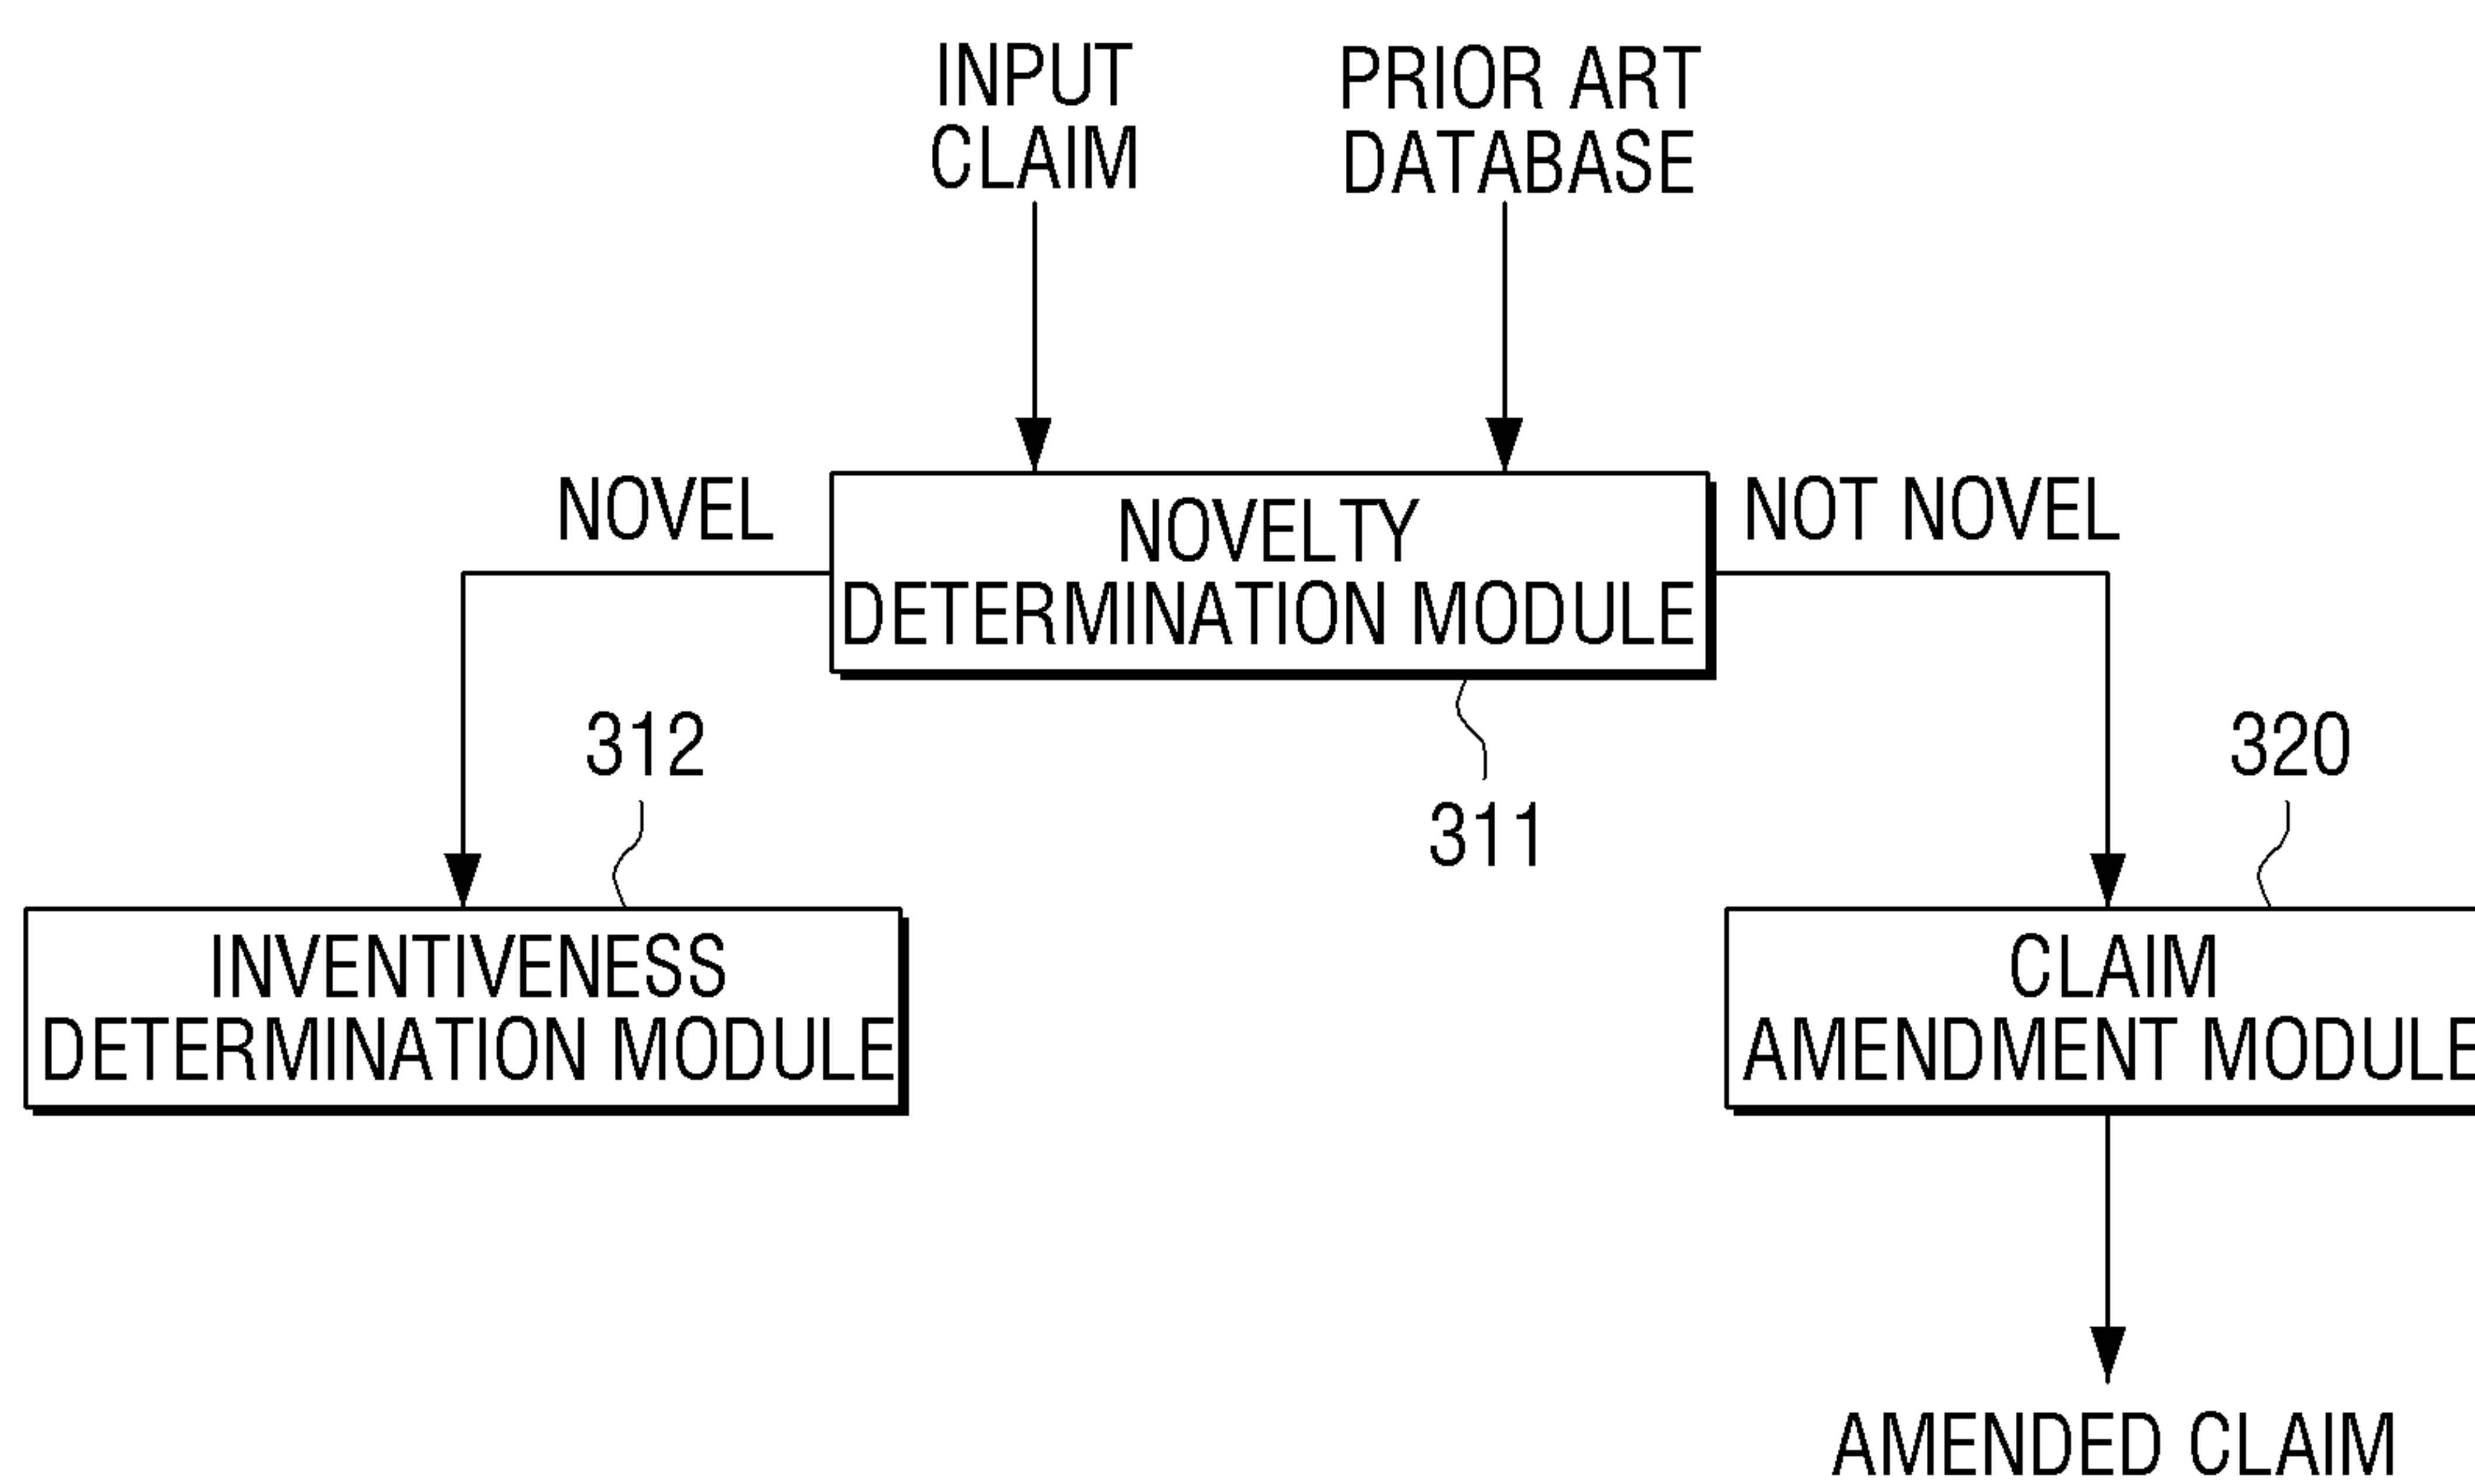 INPUT
CLAIM
PRIOR ART
DATABASE
NOVEL
NOVELTY
DETERMINATION MODULE
NOT NOVEL
312
311
320
INVENTIVENESS
DETERMINATION MODULE
CLAIM
AMENDMENT MODULE
AMENDED CLAIM